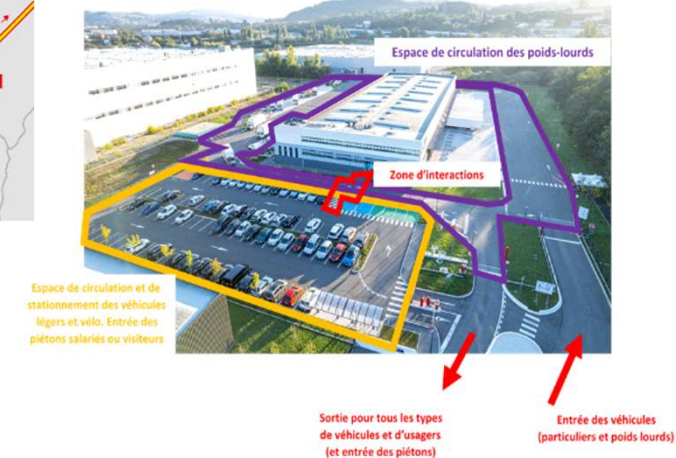 Espace de circulation des poids-lourds
Zone d'interactions
Espace de circulation et de
stationnement des véhicules
légers et vélo. Entrée des
piétons salariés ou visiteurs
Sortie pour tous les types
de véhicules et d'usagers
(et entrée des piétons)
Entrée des véhicules
(particuliers et poids lourds)